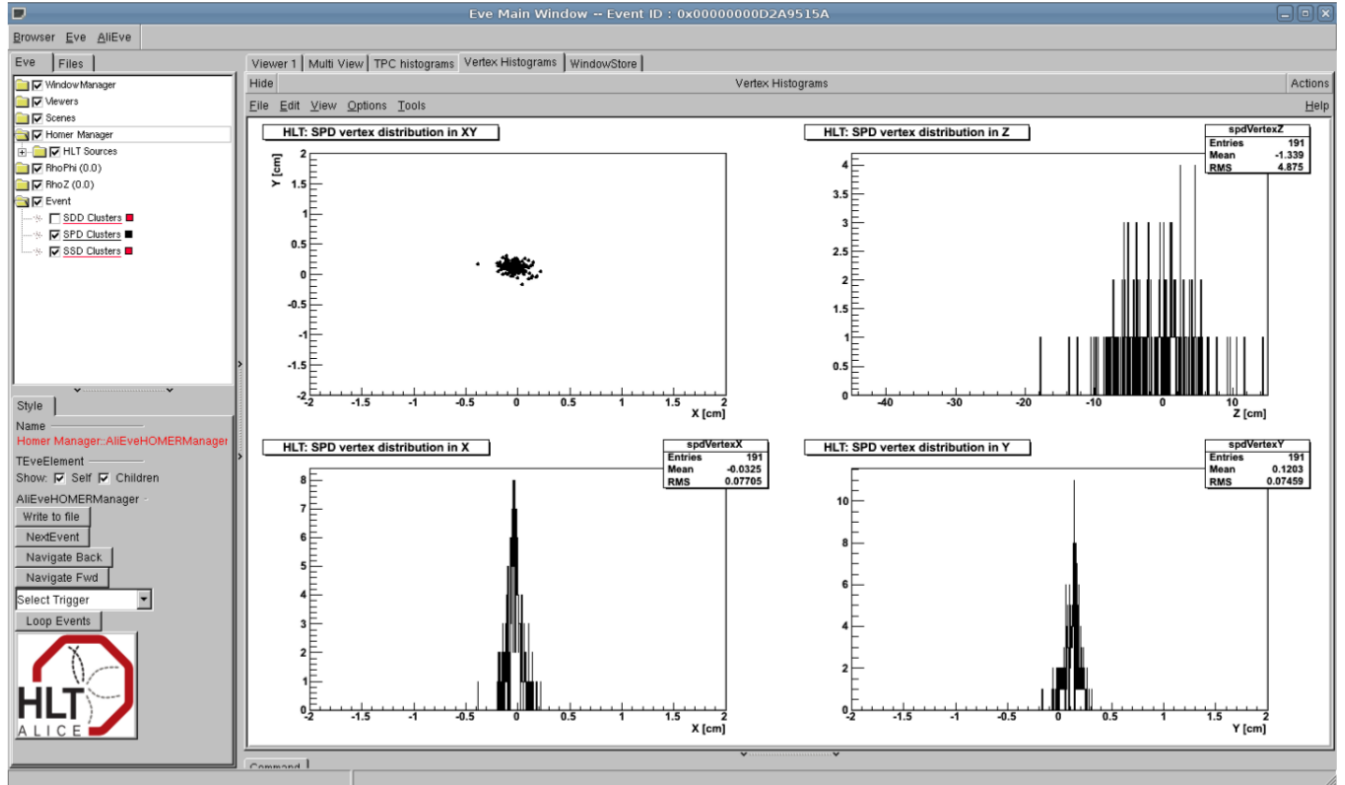 Eve Main Window -- Event ID : 0x00000000D2A9515A
Browser Eve AliEve
Eve Files
WindowManager
Viewers
Scenes
Homer Manager
HLT Sources
RhoPhi (0.0)
RhoZ (0.0)
Event
SDD Clusters
SPD Clusters
SSD Clusters
Style
Name
Homer Manager::AliEveHOMERManager
TEveElement
Show: Self Children
AliEveHOMERManager
Write to file
NextEvent
Navigate Back
Navigate Fwd
Select Trigger
Loop Events
HLT
ALICE
Viewer 1 Multi View TPC histograms Vertex Histograms WindowStore
Hide Vertex Histograms Actions
File Edit View Options Tools Help
HLT: SPD vertex distribution in XY
Y [cm]
2
1.5
1
0.5
0
-0.5
-1
-1.5
-2
-2 -1.5 -1 -0.5 0 0.5 1 1.5 2
X [cm]
HLT: SPD vertex distribution in Z
spdVertexZ
Entries 191
Mean -1.339
RMS 4.875
4
3.5
3
2.5
2
1.5
1
0.5
0
-40 -30 -20 -10 0 10
Z [cm]
HLT: SPD vertex distribution in X
spdVertexX
Entries 191
Mean -0.0325
RMS 0.07705
8
7
6
5
4
3
2
1
0
-2 -1.5 -1 -0.5 0 0.5 1 1.5 2
X [cm]
HLT: SPD vertex distribution in Y
spdVertexY
Entries 191
Mean 0.1203
RMS 0.07459
10
8
6
4
2
0
-2 -1.5 -1 -0.5 0 0.5 1 1.5 2
Y [cm]
Command